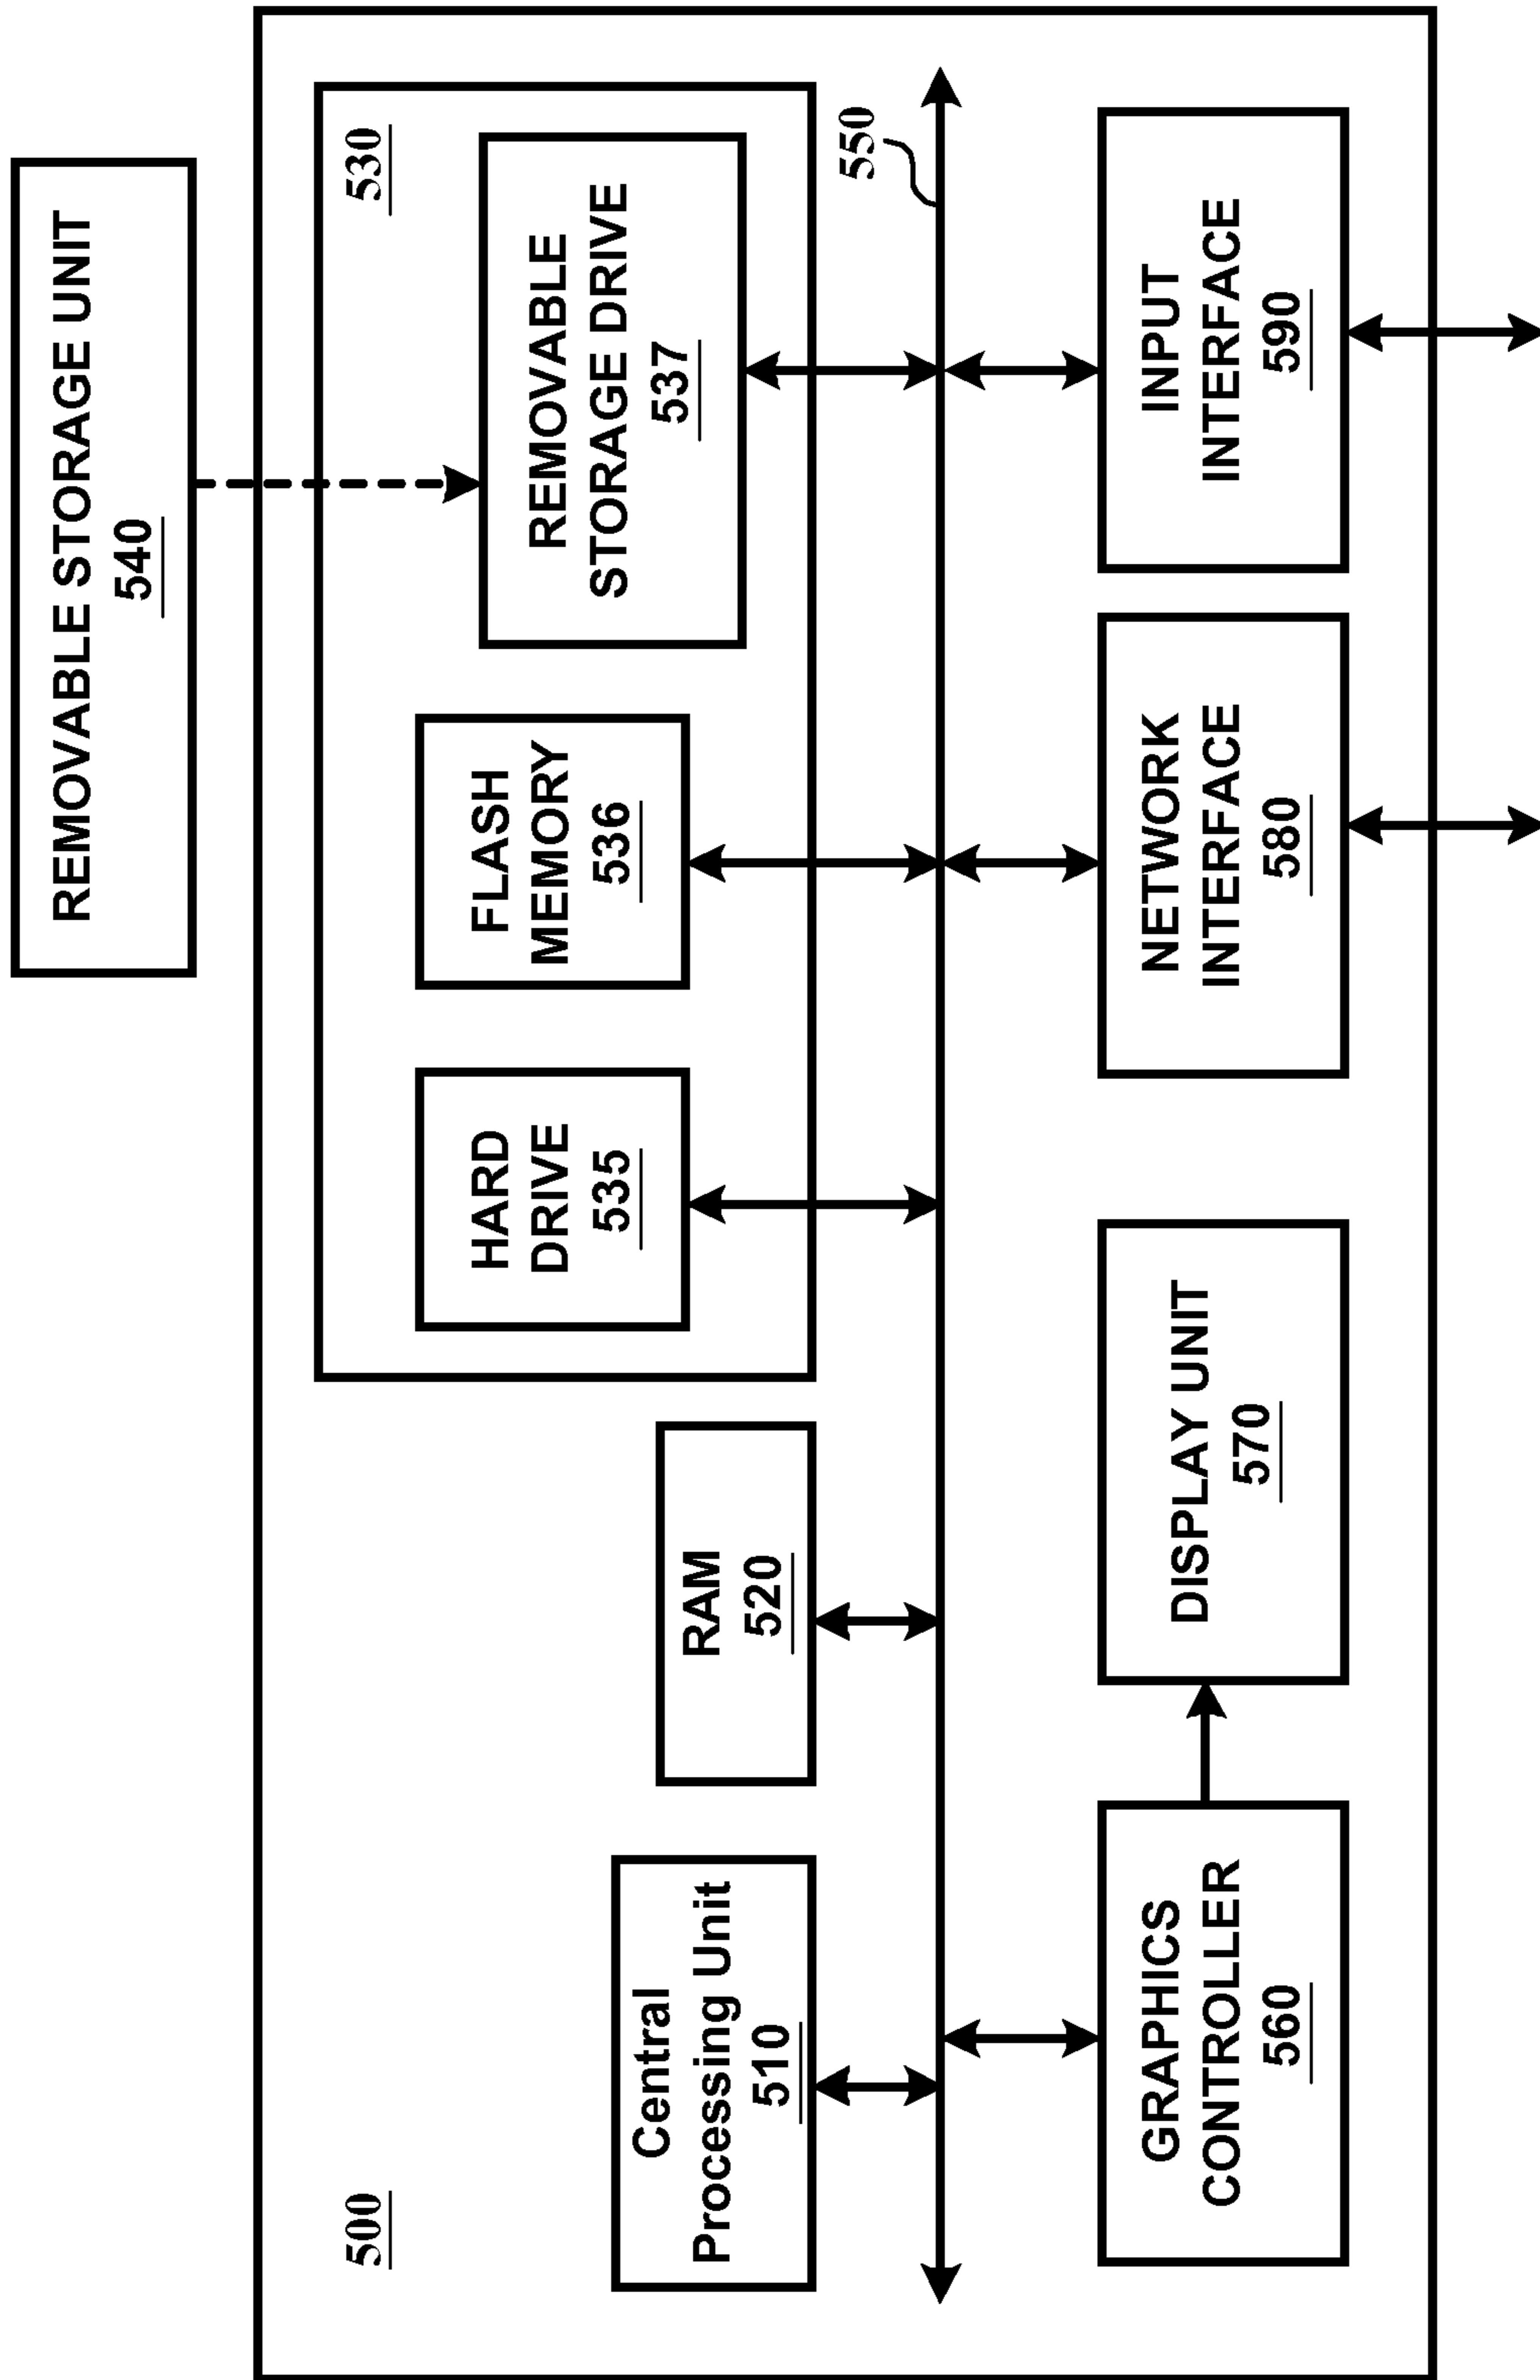 REMOVABLE STORAGE UNIT
540
500
530
Central
Processing Unit
510
RAM
520
HARD
DRIVE
535
FLASH
MEMORY
536
REMOVABLE
STORAGE DRIVE
537
550
GRAPHICS
CONTROLLER
560
DISPLAY UNIT
570
NETWORK
INTERFACE
580
INPUT
INTERFACE
590